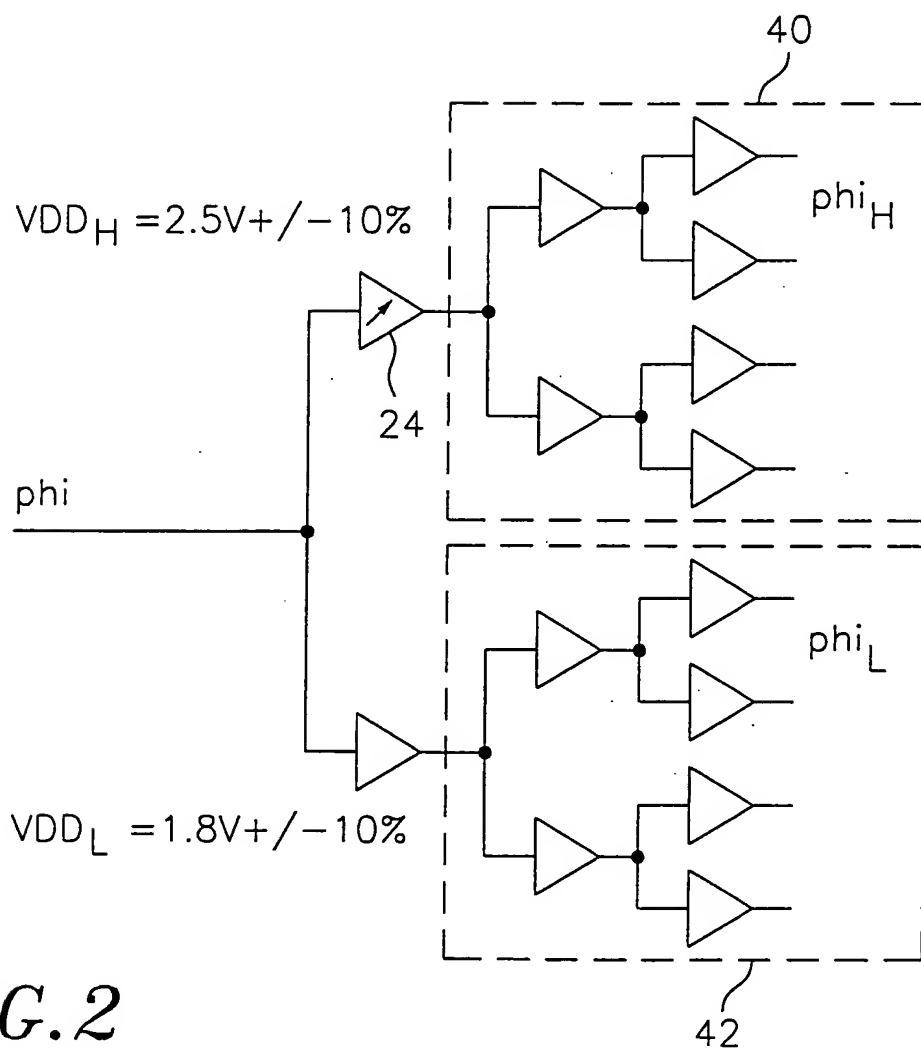 40
VDD_H =2.5V+/-10%
phi_H
24
phi
phi_L
VDD_L =1.8V+/-10%
G.2
42